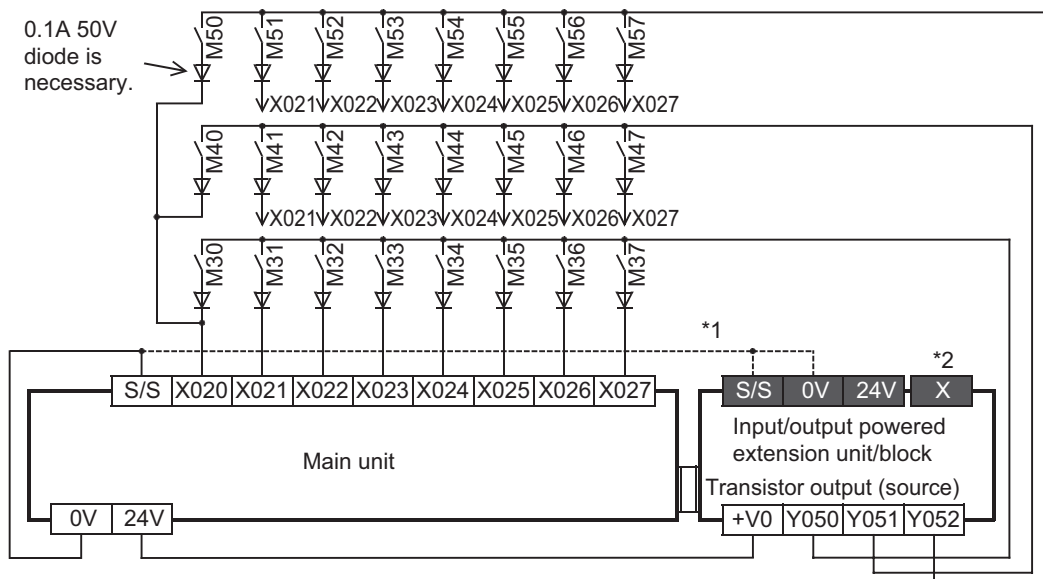 0.1A 50V
diode is
necessary.
M50 M51 M52 M53 M54 M55 M56 M57
X021 X022 X023 X024 X025 X026 X027
M40 M41 M42 M43 M44 M45 M46 M47
X021 X022 X023 X024 X025 X026 X027
M30 M31 M32 M33 M34 M35 M36 M37
*1
*2
S/S X020 X021 X022 X023 X024 X025 X026 X027
S/S 0V 24V X
Main unit
Input/output powered
extension unit/block
Transistor output (source)
0V 24V
+V0 Y050 Y051 Y052